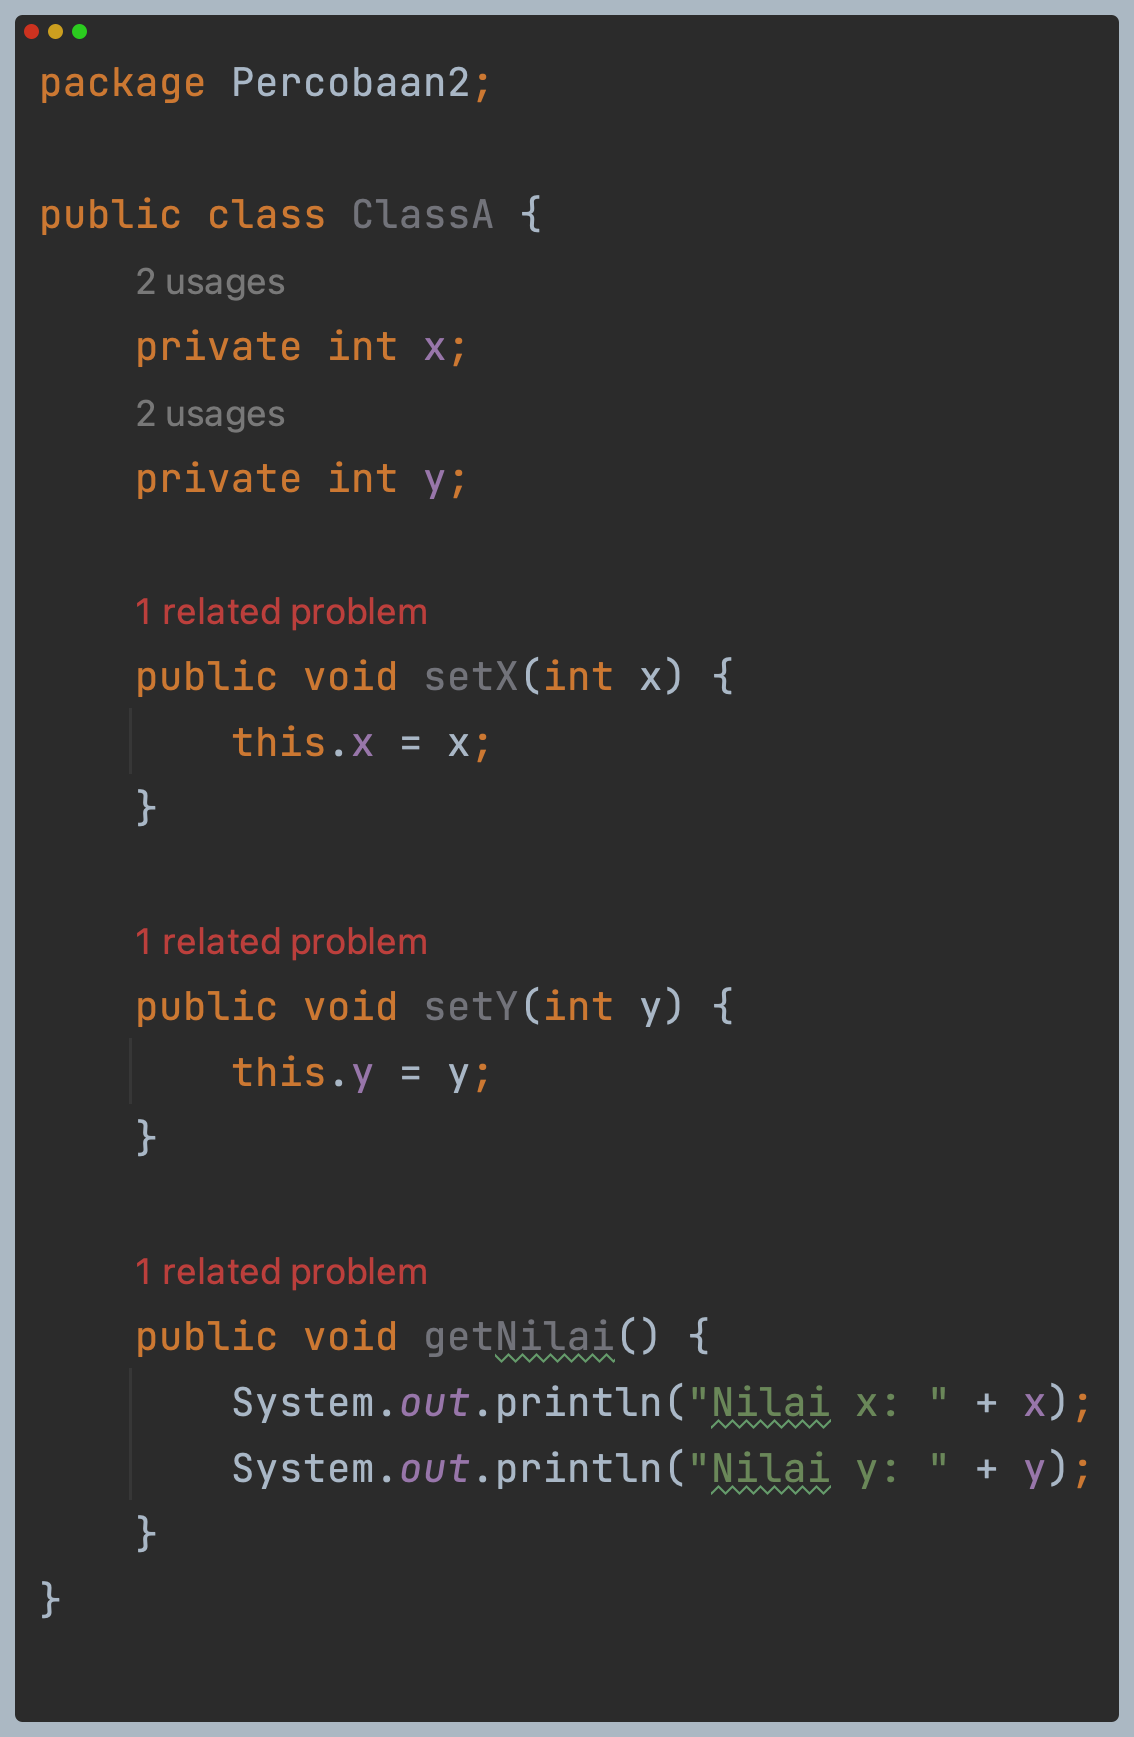 package Percobaan2;
public class ClassA {
2 usages
private int x;
2 usages
private int y;
1 related problem
public void setX(int x) {
this.x = x;
}
1 related problem
public void setY(int y) {
this.y = y;
}
1 related problem
public void getNilai() {
System.out.println("Nilai x: " + x);
System.out.println("Nilai y: " + y);
}
}